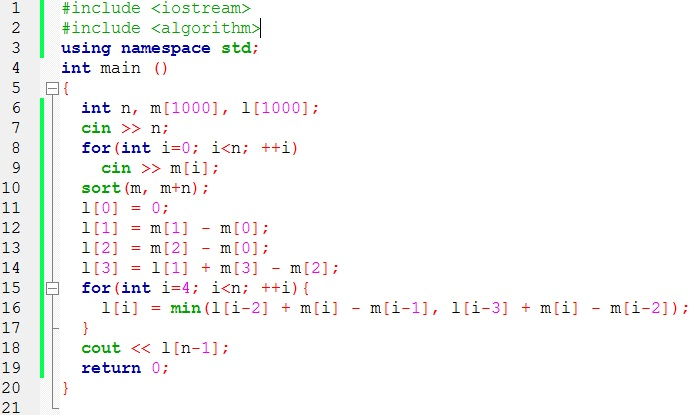 1 #include <iostream>
2 #include <algorithm>
3 using namespace std;
4 int main ()
5 {
6 int n, m[1000], l[1000];
7 cin >> n;
8 for(int i=0; i<n; ++i)
9 cin >> m[i];
10 sort(m, m+n);
11 l[0] = 0;
12 l[1] = m[1] - m[0];
13 l[2] = m[2] - m[0];
14 l[3] = l[1] + m[3] - m[2];
15 for(int i=4; i<n; ++i){
16 l[i] = min(l[i-2] + m[i] - m[i-1], l[i-3] + m[i] - m[i-2]);
17 }
18 cout << l[n-1];
19 return 0;
20 }
21